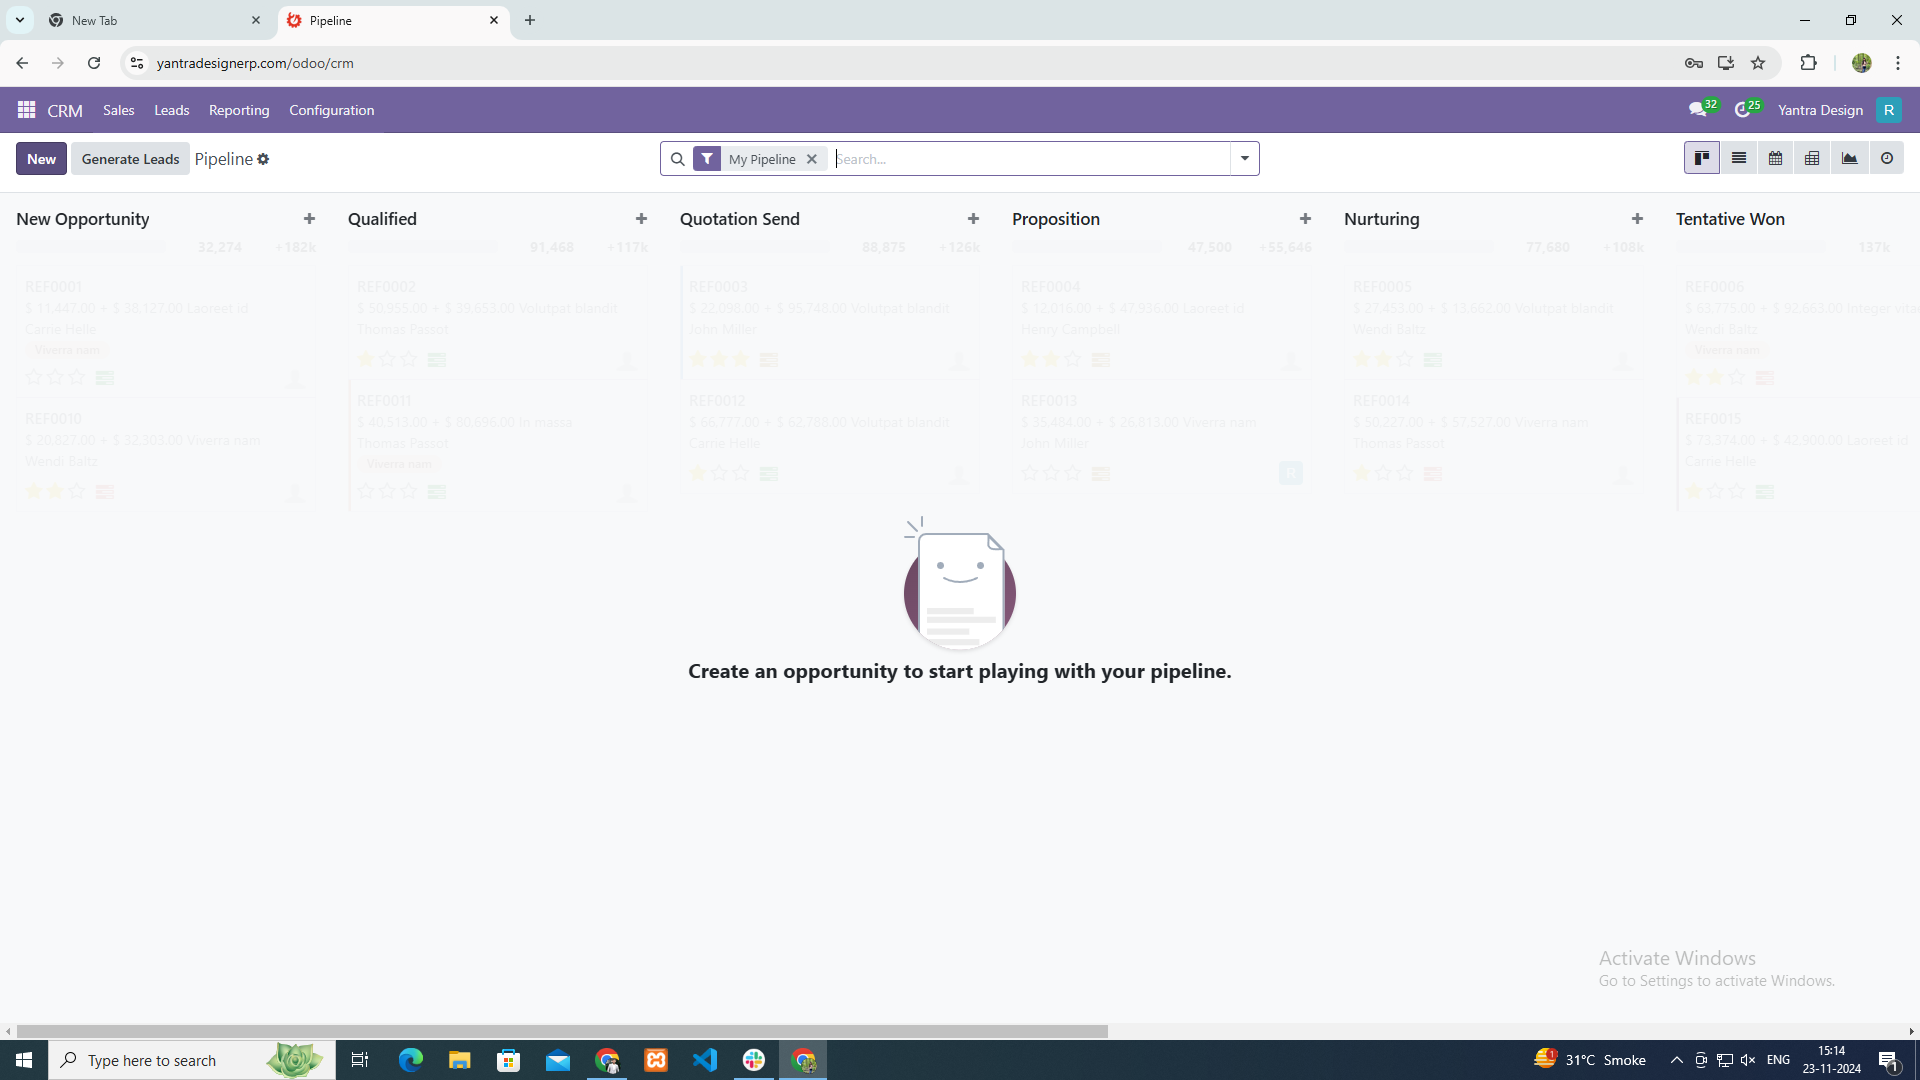 New Tab
Pipeline
yantradesignerp.com/odoo/crm
CRM Sales Leads Reporting Configuration 32 25 Yantra Design R
New Generate Leads Pipeline My Pipeline Search...
New Opportunity Qualified Quotation Send Proposition Nurturing Tentative Won
32,274 +182k 91,468 +117k 88,875 +126k 47,500 +55,646 77,680 +108k 137k
REF0001 REF0002 REF0003 REF0004 REF0005 REF0006
$ 11,447.00 + $ 38,127.00 Laoreet id $ 50,955.00 + $ 39,653.00 Volutpat blandit $ 22,098.00 + $ 95,748.00 Volutpat blandit $ 12,016.00 + $ 47,936.00 Laoreet id $ 27,453.00 + $ 13,662.00 Volutpat blandit $ 63,775.00 + $ 92,553.00 Integer vitae
Carrie Helle Thomas Passot John Miller Henry Campbell Wendi Baltz Wendi Baltz
Viverra nam Viverra nam
REF0010 REF0011 REF0012 REF0013 REF0014 REF0015
$ 20,827.00 + $ 32,303.00 Viverra nam $ 40,513.00 + $ 80,696.00 In massa $ 66,777.00 + $ 62,788.00 Volutpat blandit $ 35,484.00 + $ 26,813.00 Viverra nam $ 50,227.00 + $ 57,527.00 Viverra nam $ 73,374.00 + $ 42,900.00 Laoreet id
Wendi Baltz Thomas Passot Carrie Helle John Miller Thomas Passot Carrie Helle
Viverra nam
R
Create an opportunity to start playing with your pipeline.
Activate Windows
Go to Settings to activate Windows.
Type here to search 1 31°C Smoke ENG 15:14
23-11-2024 1